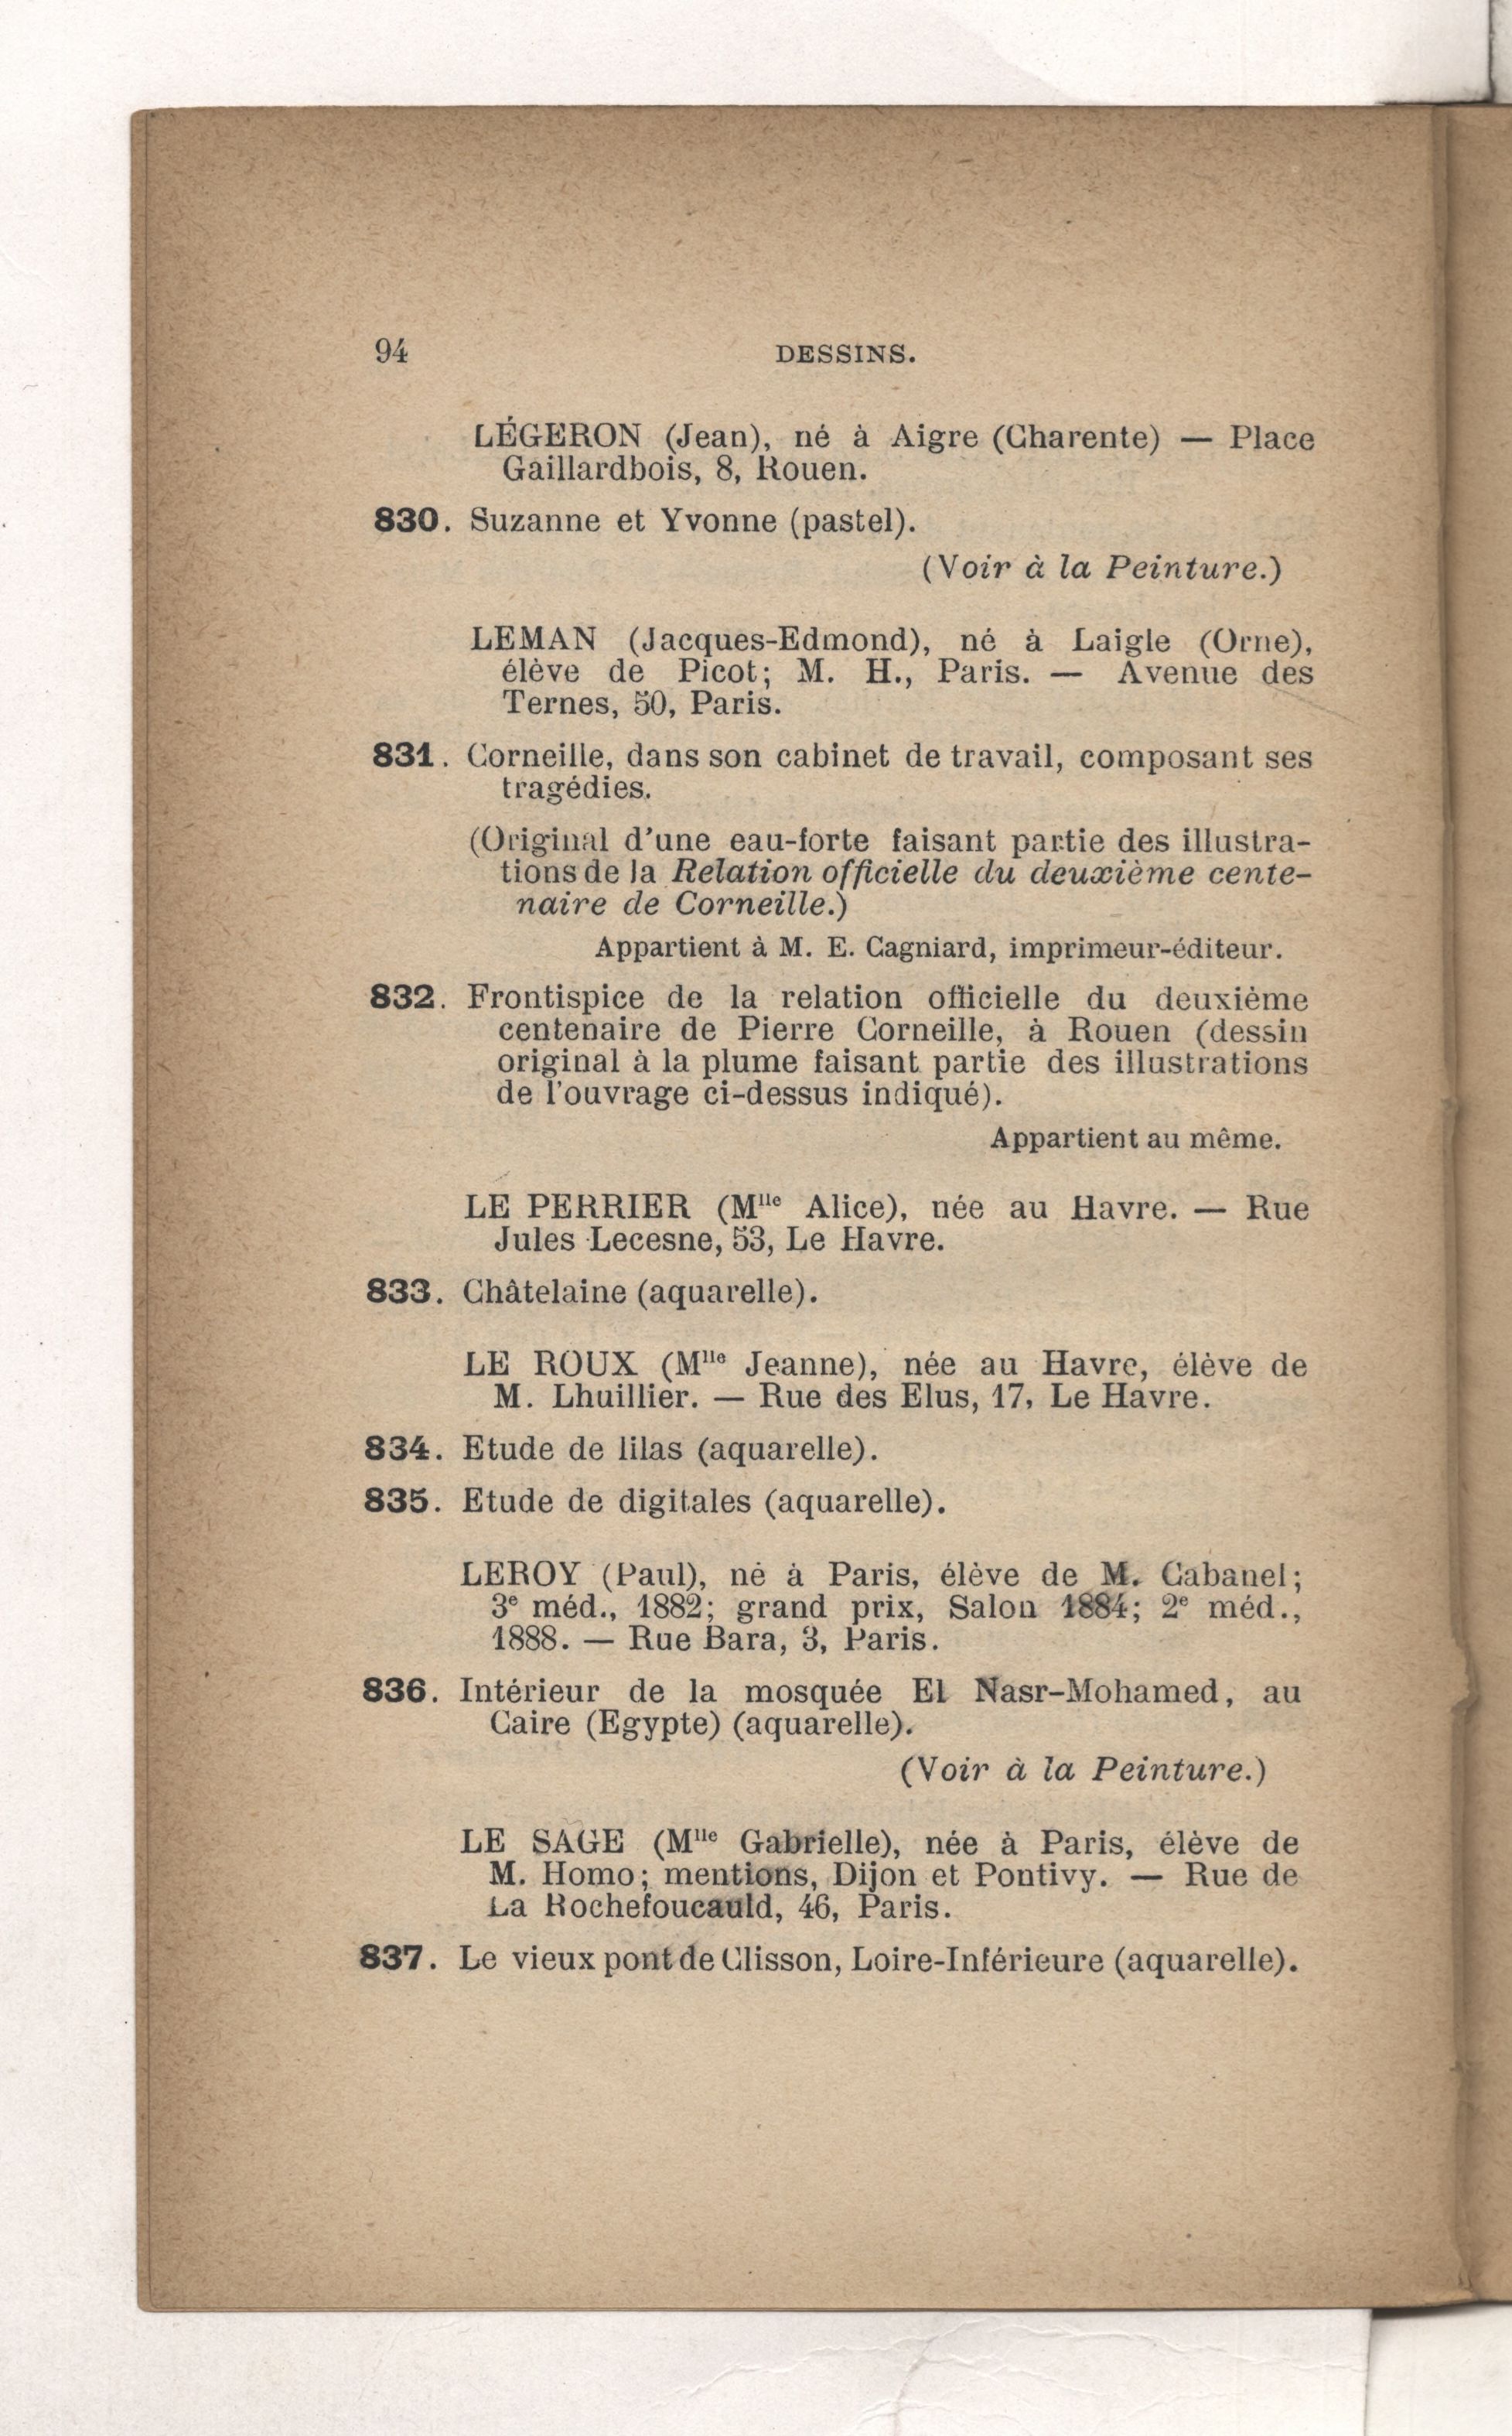 94 DESSINS.
LÉGERON (Jean), né à Aigre (Charente) — Place
Gaillardbois, 8, Rouen.
830. Suzanne et Yvonne (pastel).
(Voir à la Peinture.)
LEMAN (Jacques-Edmond), né à Laigle (Orne),
élève de Picot; M. H., Paris. — Avenue des
Ternes, 50, Paris.
831. Corneille, dans son cabinet de travail, composant ses
tragédies.
(Original d'une eau-forte faisant partie des illustra-
tions de la Relation officielle du deuxième cente-
naire de Corneille.)
Appartient à M. E. Cagniard, imprimeur-éditeur.
832. Frontispice de la relation officielle du deuxième
centenaire de Pierre Corneille, à Rouen (dessin
original à la plume faisant partie des illustrations
de l'ouvrage ci-dessus indiqué).
Appartient au même.
LE PERRIER (Mlle Alice), née au Havre. — Rue
Jules Lecesne, 53, Le Havre.
833. Châtelaine (aquarelle).
LE ROUX (Mlle Jeanne), née au Havre, élève de
M. Lhuillier. — Rue des Elus, 17, Le Havre.
834. Etude de lilas (aquarelle).
835. Etude de digitales (aquarelle).
LEROY (Paul), né à Paris, élève de M. Cabanel;
3e méd., 1882; grand prix, Salon 1884; 2e méd.,
1888. — Rue Bara, 3, Paris.
836. Intérieur de la mosquée El Nasr-Mohamed, au
Caire (Egypte) (aquarelle).
(Voir à la Peinture.)
LE SAGE (Mlle Gabrielle), née à Paris, élève de
M. Homo; mentions, Dijon et Pontivy. — Rue de
La Rochefoucauld, 46, Paris.
837. Le vieux pont de Clisson, Loire-Inférieure (aquarelle).